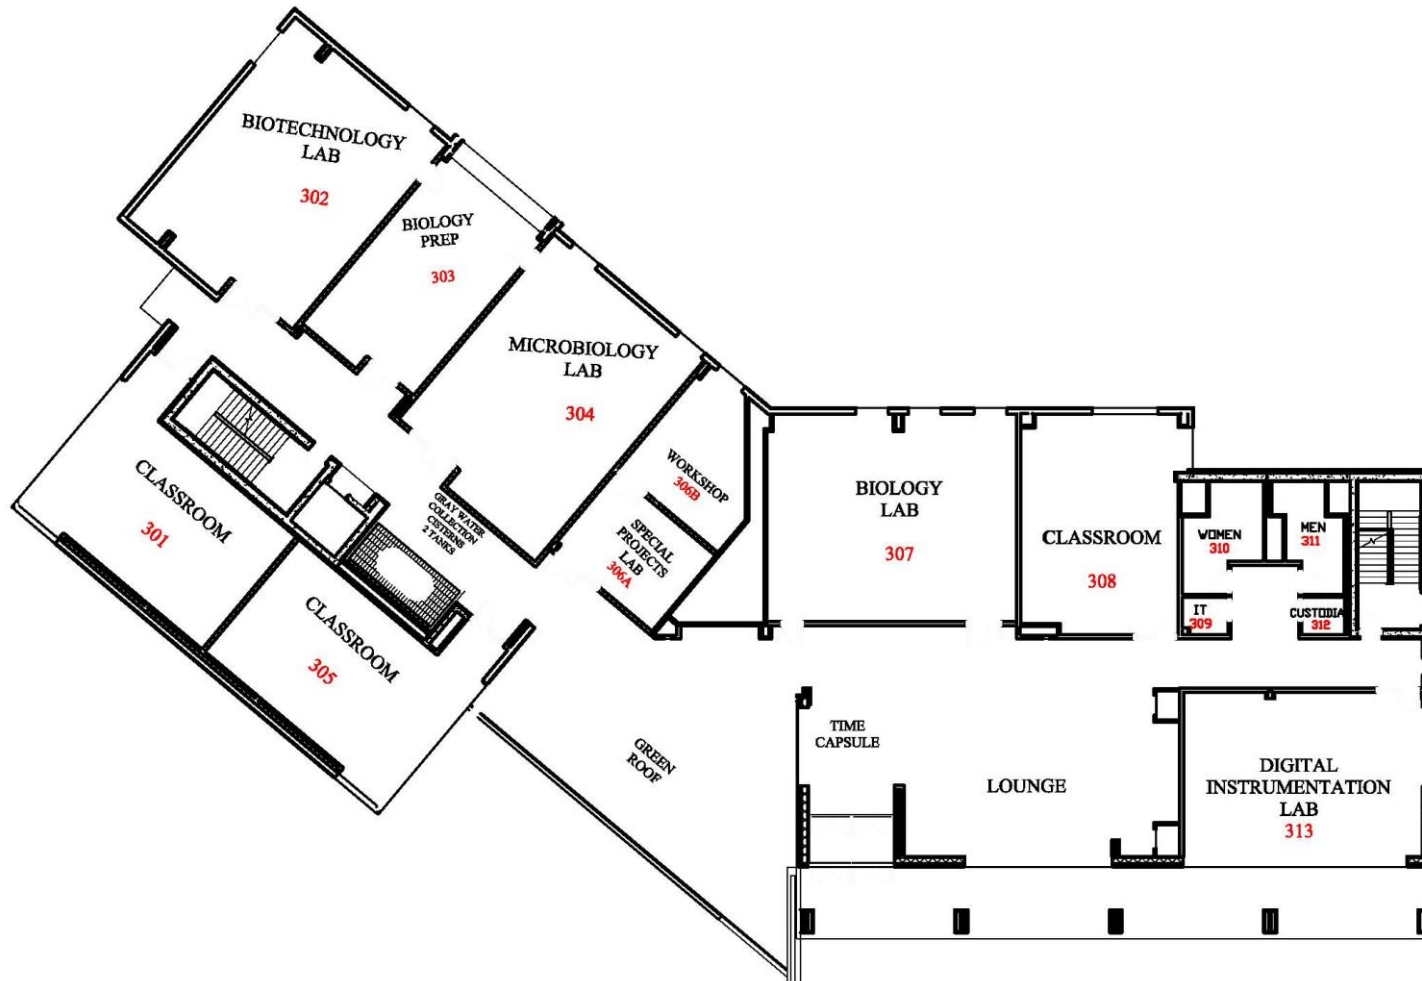 BIOTECHNOLOGY
LAB
302
BIOLOGY
PREP
303
MICROBIOLOGY
LAB
304
CLASSROOM
301
GRAY WATER
COLLECTION
CISTERNS
2 TANKS
CLASSROOM
305
WORKSHOP
306B
SPECIAL
PROJECTS
LAB
306A
BIOLOGY
LAB
307
CLASSROOM
308
WOMEN
310
MEN
311
IT
309
CUSTODIA
312
GREEN
ROOF
TIME
CAPSULE
LOUNGE
DIGITAL
INSTRUMENTATION
LAB
313